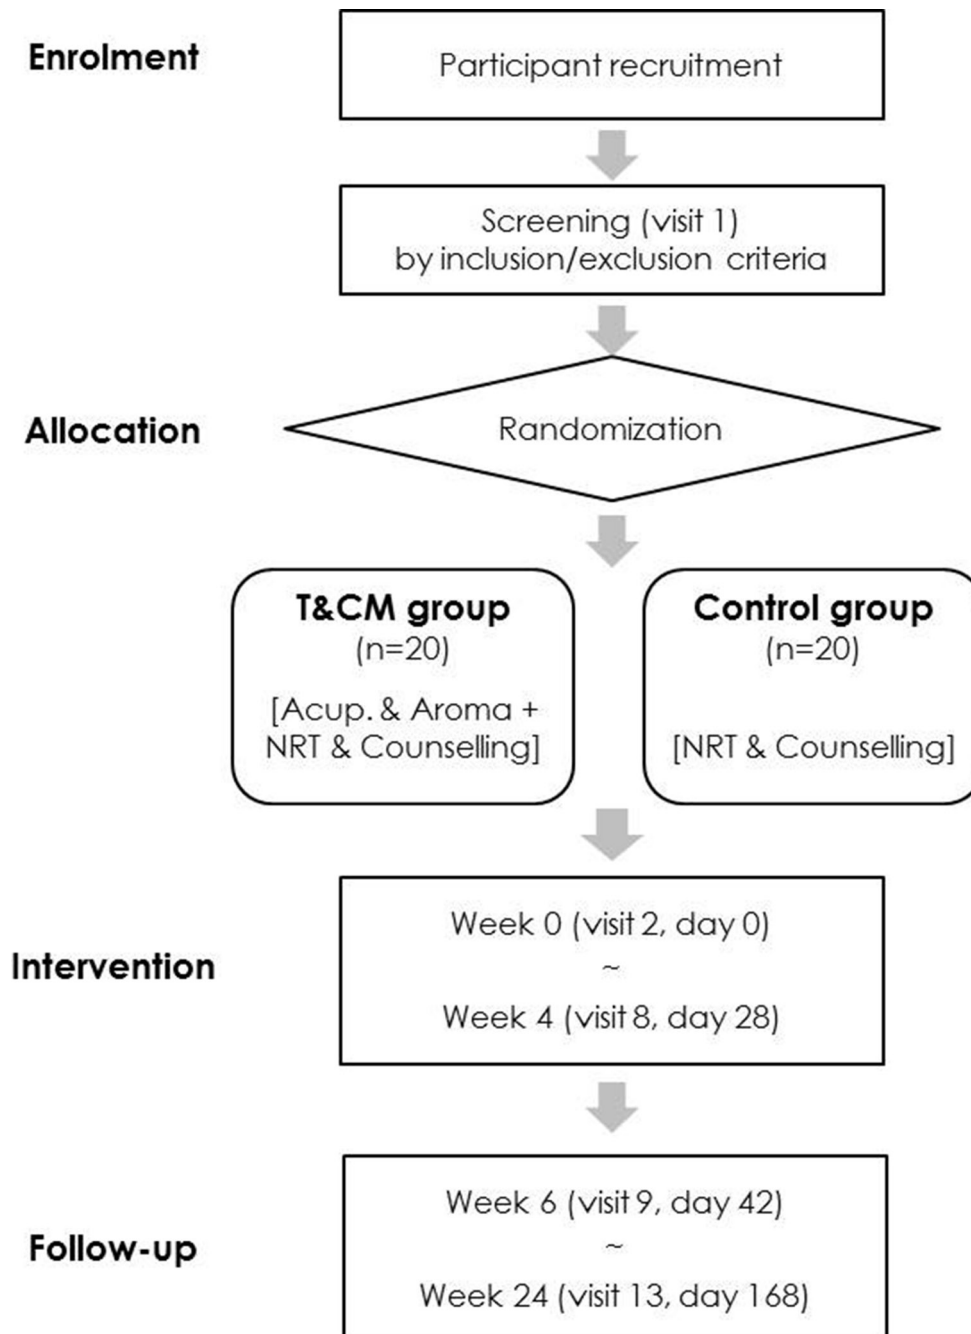 Enrolment
Participant recruitment
Screening (visit 1)
by inclusion/exclusion criteria
Allocation
Randomization
T&CM group
(n=20)
[Acup. & Aroma +
NRT & Counselling]
Control group
(n=20)
[NRT & Counselling]
Intervention
Week 0 (visit 2, day 0)
~
Week 4 (visit 8, day 28)
Follow-up
Week 6 (visit 9, day 42)
~
Week 24 (visit 13, day 168)